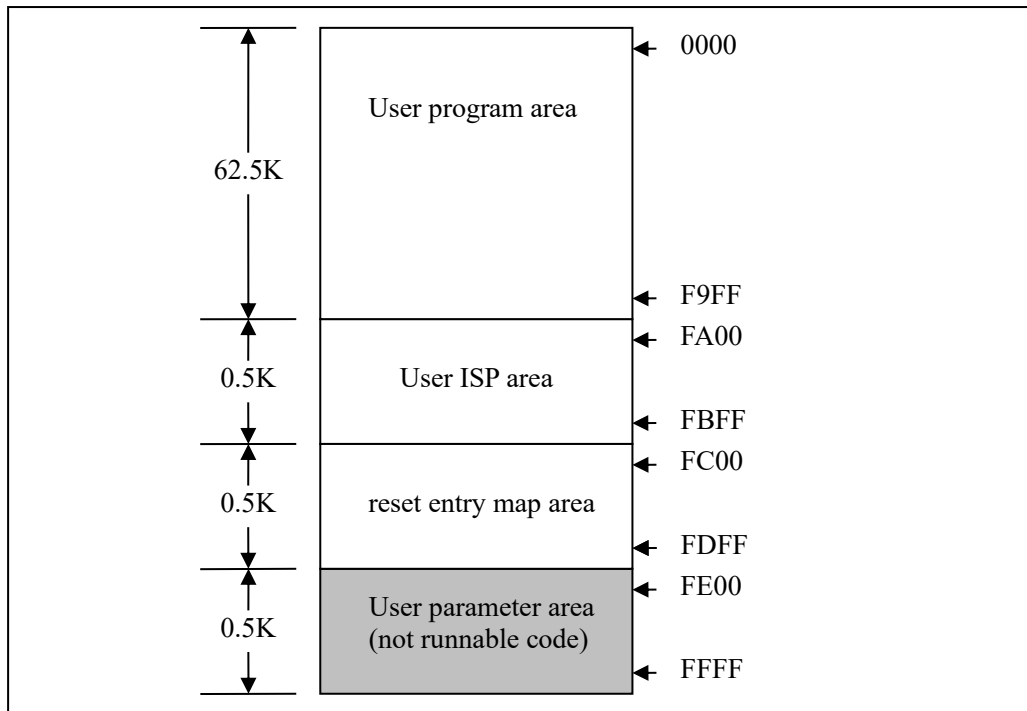 0000
User program area
62.5K
F9FF
FA00
0.5K
User ISP area
FBFF
FC00
0.5K
reset entry map area
FDFF
FE00
User parameter area
0.5K
(not runnable code)
FFFF